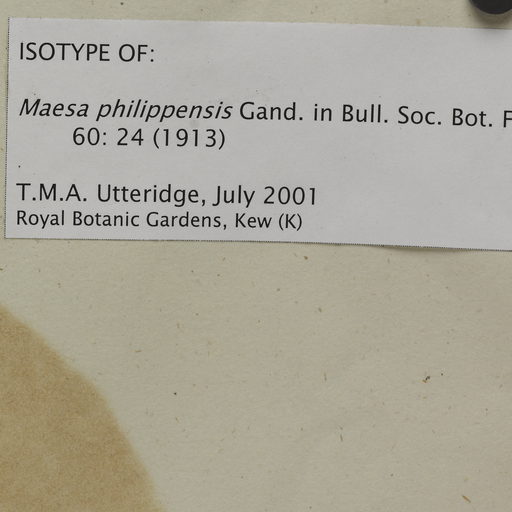 ISOTYPE OF:
Maesa philippensis Gand. in Bull. Soc. Bot. F
60: 24 (1913)
T.M.A. Utteridge, July 2001
Royal Botanic Gardens, Kew (K)